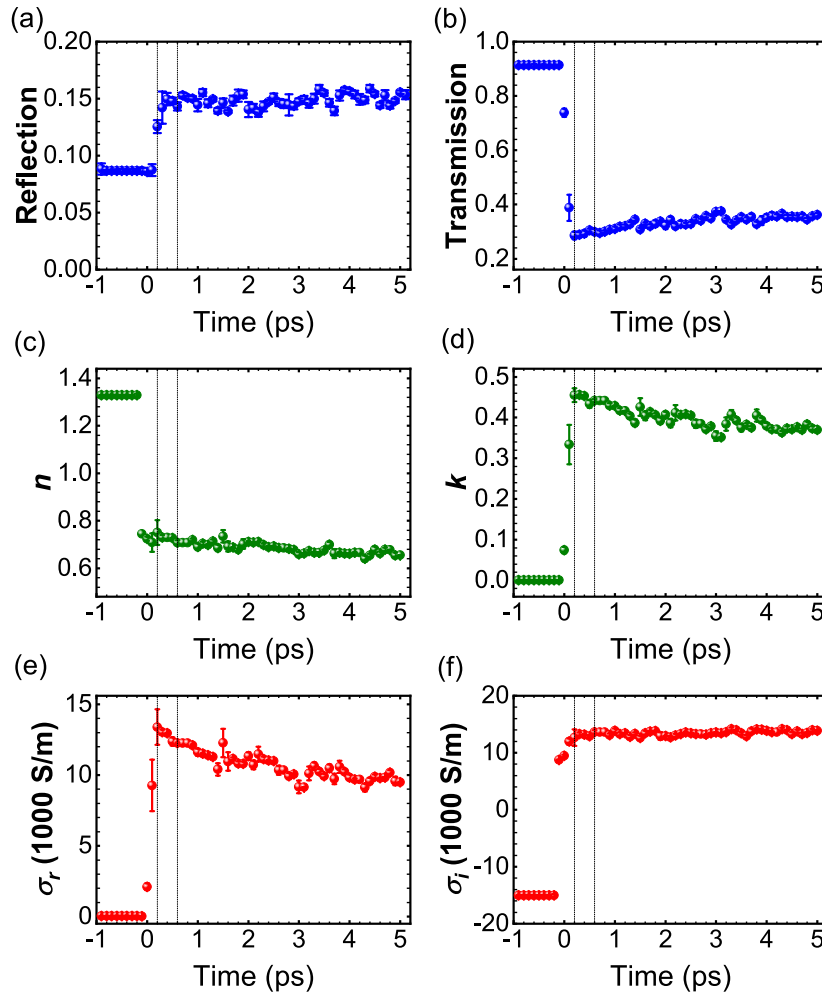 (a)
Reflection
0.20
0.15
0.10
0.05
0.00
-1 0 1 2 3 4 5
Time (ps)
(b)
Transmission
1.0
0.8
0.6
0.4
0.2
-1 0 1 2 3 4 5
Time (ps)
(c)
n
1.4
1.2
1.0
0.8
0.6
-1 0 1 2 3 4 5
Time (ps)
(d)
k
0.5
0.4
0.3
0.2
0.1
0.0
-1 0 1 2 3 4 5
Time (ps)
(e)
σr (1000 S/m)
15
10
5
0
-1 0 1 2 3 4 5
Time (ps)
(f)
σi (1000 S/m)
20
10
0
-10
-20
-1 0 1 2 3 4 5
Time (ps)